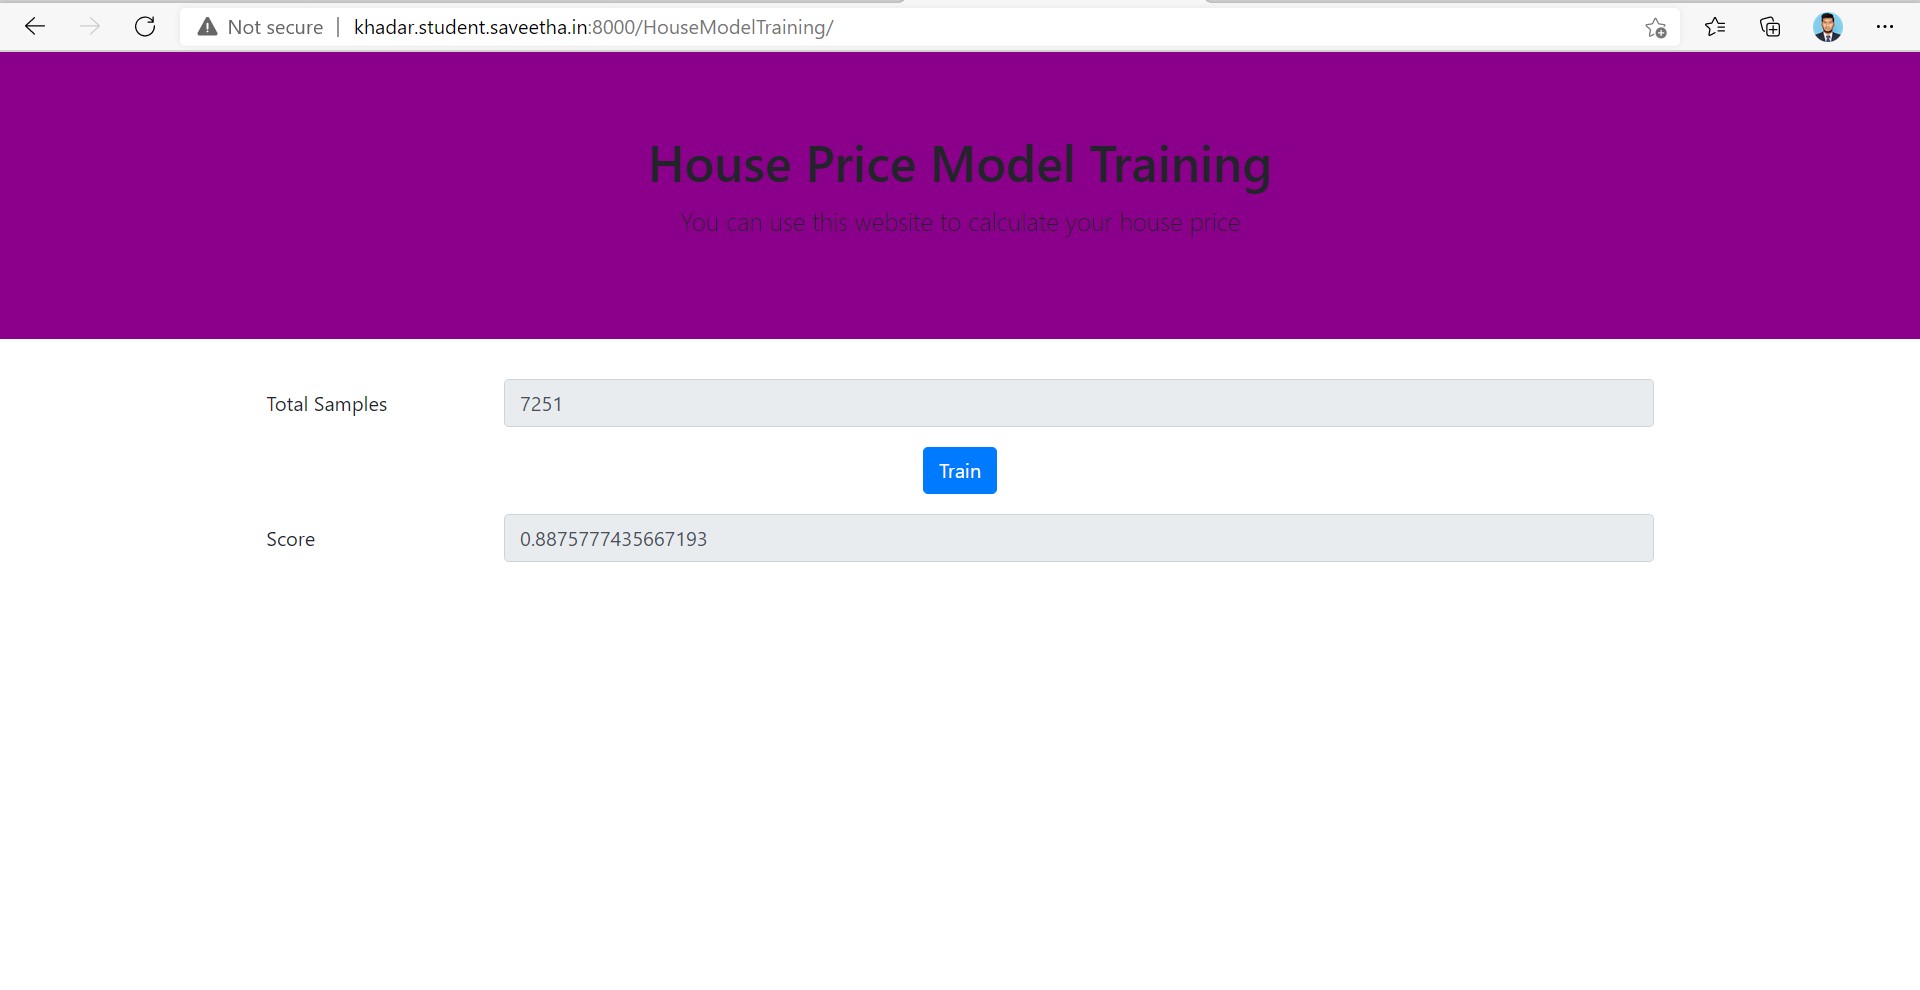 Not secure | khadar.student.saveetha.in:8000/HouseModelTraining/
House Price Model Training
You can use this website to calculate your house price
Total Samples 7251
Train
Score 0.8875777435667193